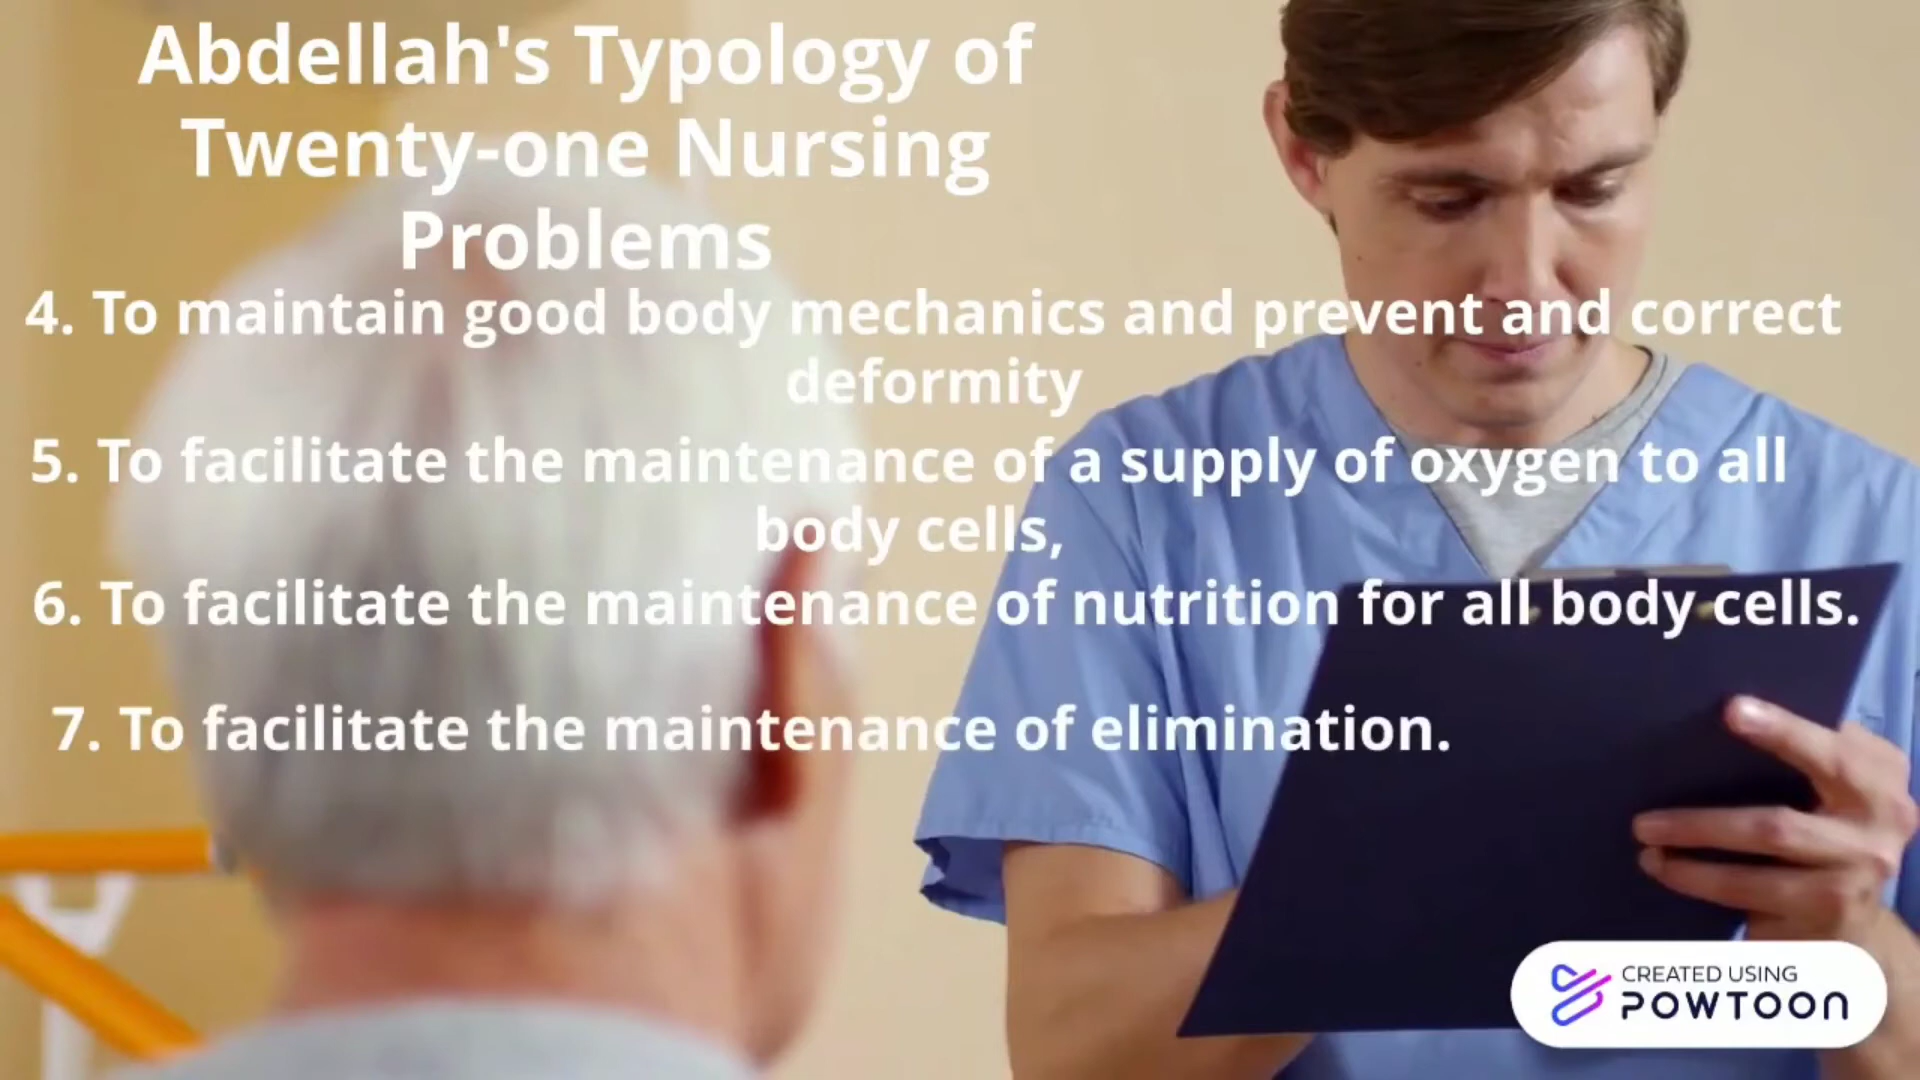 Abdellah's Typology of
Twenty-one Nursing
Problems
4. To maintain good body mechanics and prevent and correct
deformity
5. To facilitate the maintenance of a supply of oxygen to all
body cells,
6. To facilitate the maintenance of nutrition for all body cells.
7. To facilitate the maintenance of elimination.
CREATED USING
POWTOON